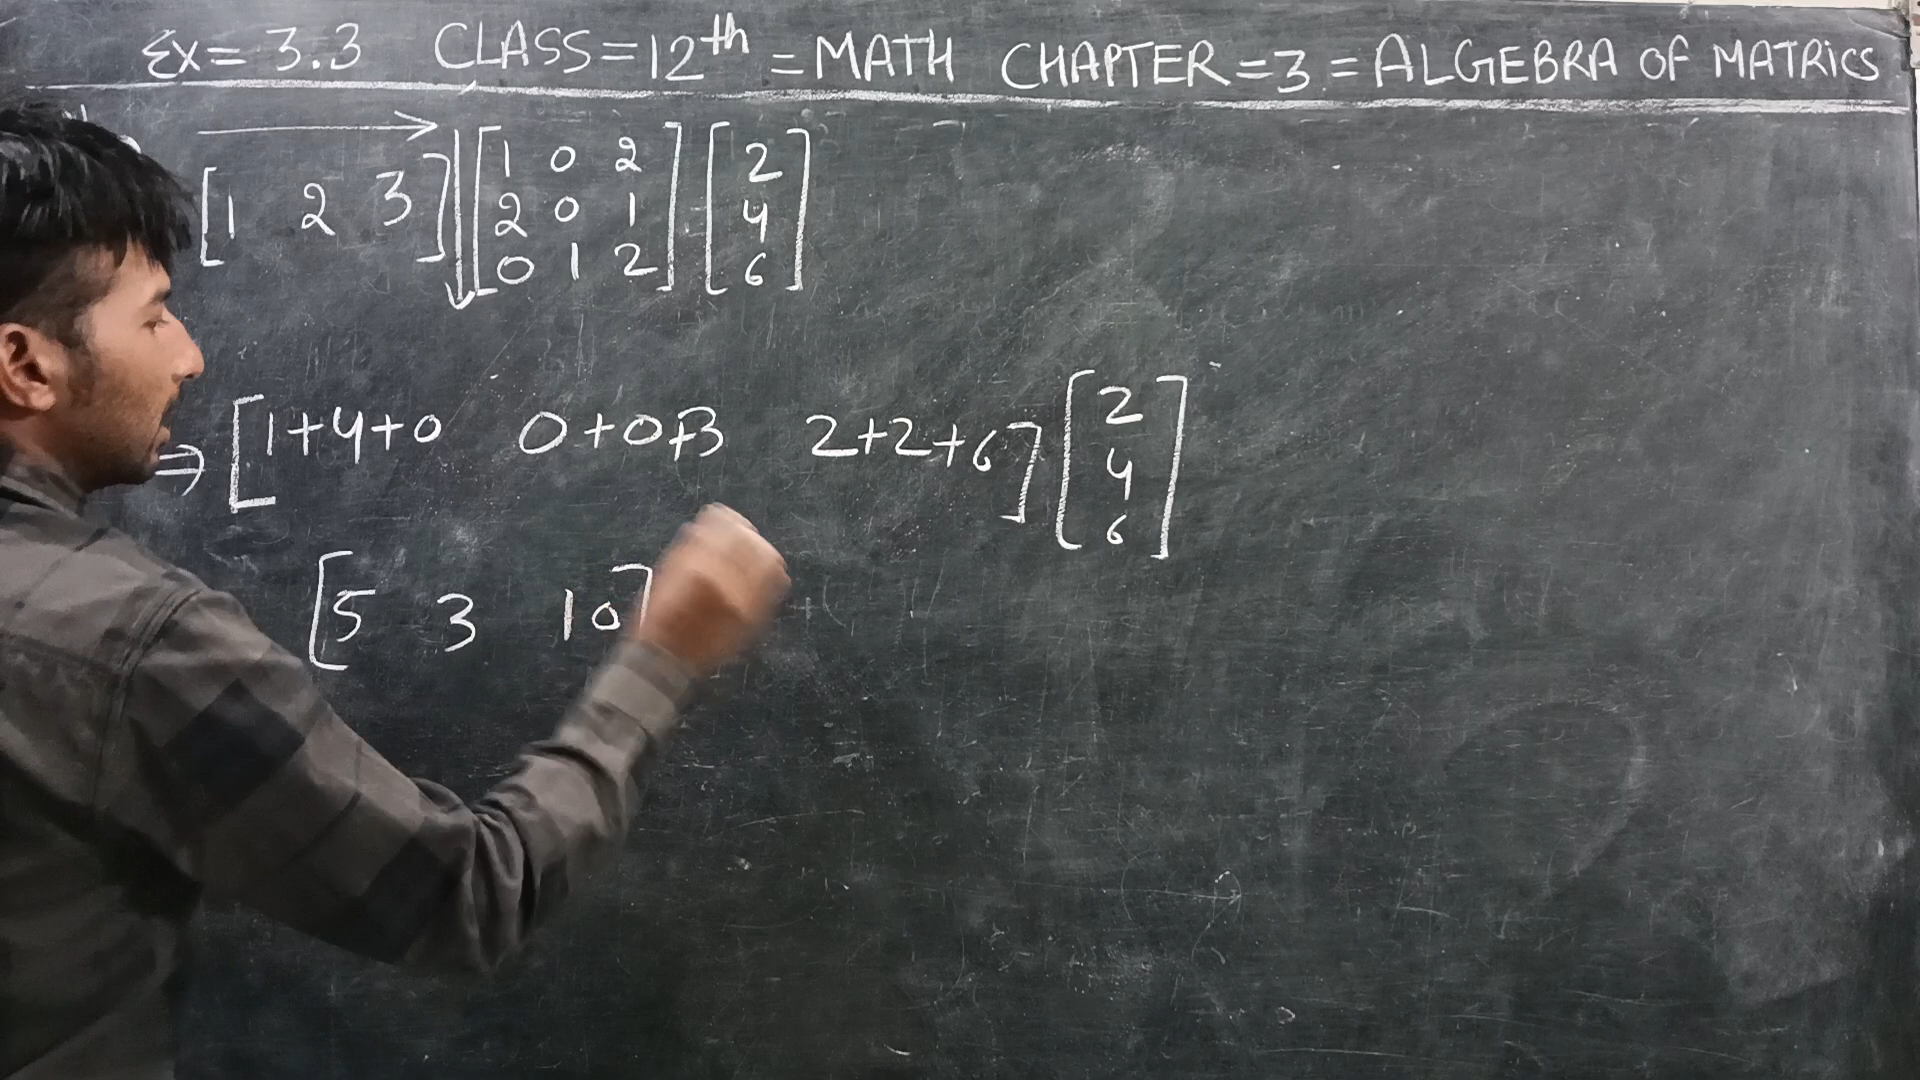 Ex= 3.3 CLASS=12th=MATH CHAPTER=3=ALGEBRA OF MATRICS
[1 2 3] [1 0 2 [2
2 0 1 4
0 1 2] 6]
⇒ [1+4+0 0+0+3 2+2+6] [2
4
6]
[5 3 10]